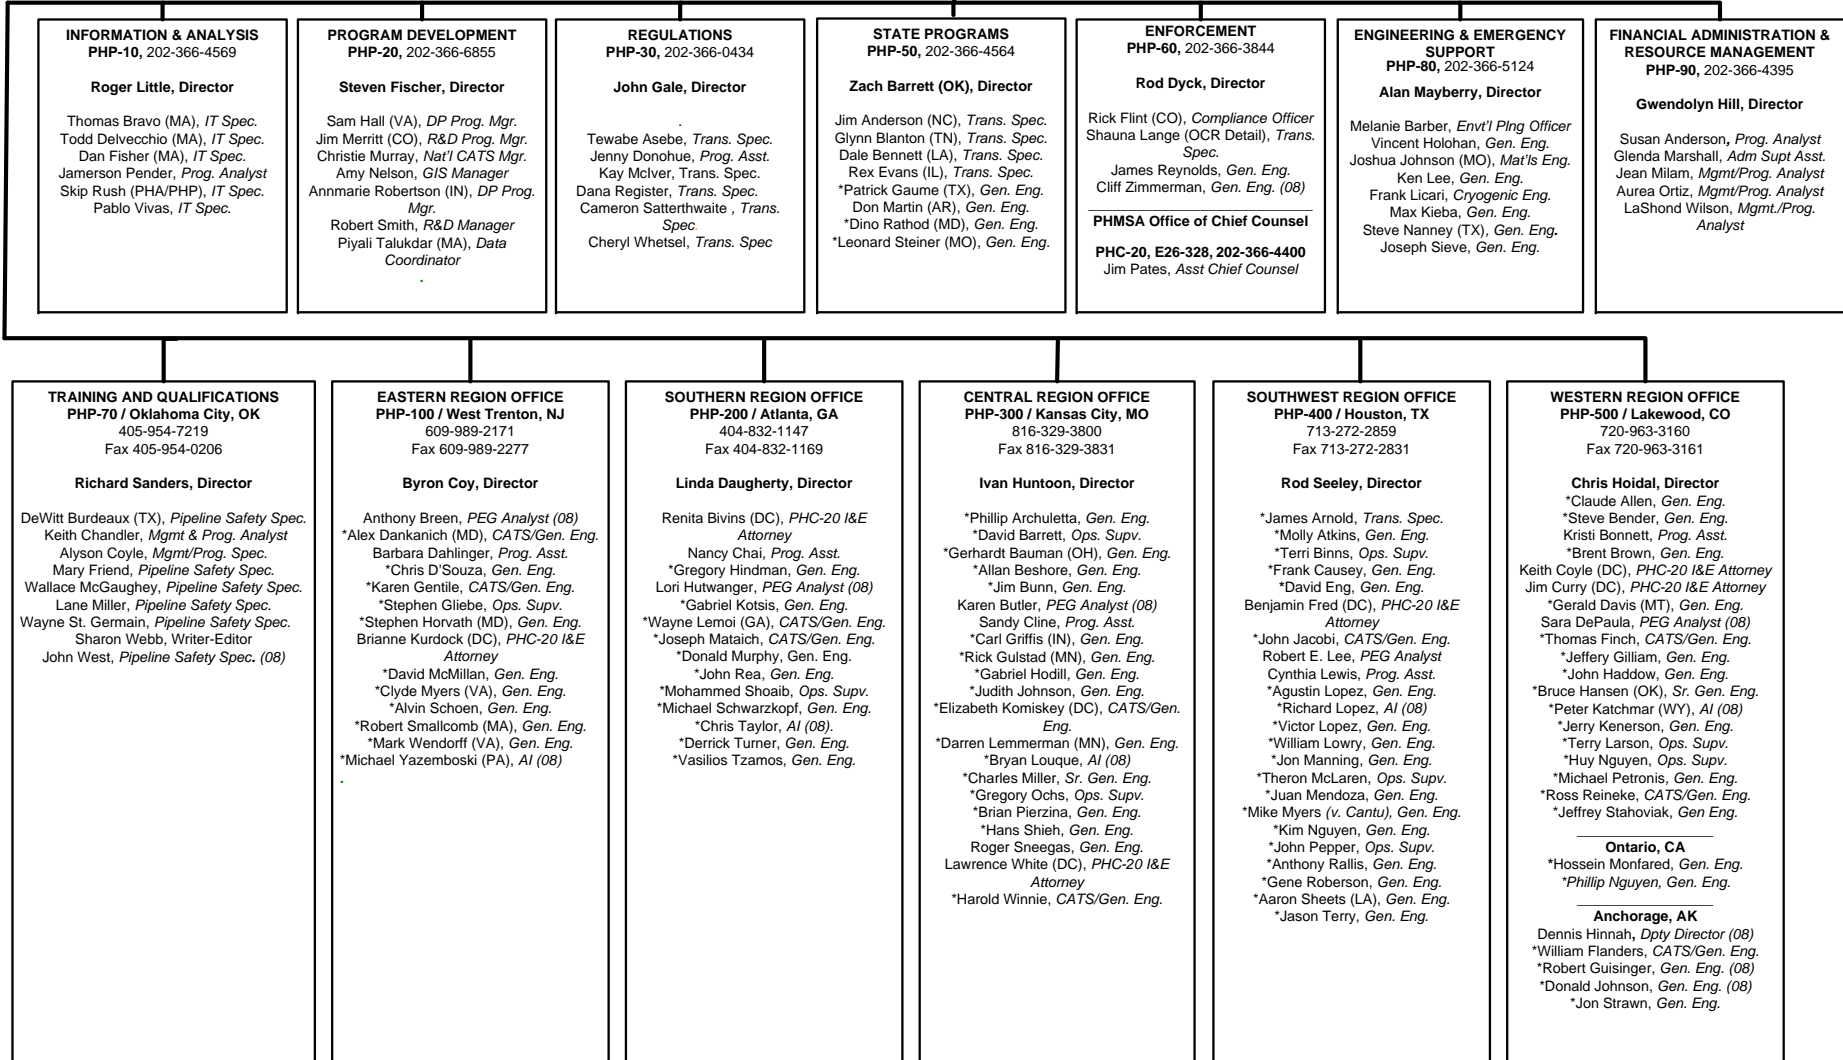 INFORMATION & ANALYSIS
PHP-10, 202-366-4569
Roger Little, Director
Thomas Bravo (MA), IT Spec.
Todd Delvecchio (MA), IT Spec.
Dan Fisher (MA), IT Spec.
Jamerson Pender, Prog. Analyst
Skip Rush (PHA/PHP), IT Spec.
Pablo Vivas, IT Spec.
PROGRAM DEVELOPMENT
PHP-20, 202-366-6855
Steven Fischer, Director
Sam Hall (VA), DP Prog. Mgr.
Jim Merritt (CO), R&D Prog. Mgr.
Christie Murray, Nat'l CATS Mgr.
Amy Nelson, GIS Manager
Annmarie Robertson (IN), DP Prog.
Mgr.
Robert Smith, R&D Manager
Piyali Talukdar (MA), Data
Coordinator
.
REGULATIONS
PHP-30, 202-366-0434
John Gale, Director
.
Tewabe Asebe, Trans. Spec.
Jenny Donohue, Prog. Asst.
Kay McIver, Trans. Spec.
Dana Register, Trans. Spec.
Cameron Satterthwaite , Trans.
Spec.
Cheryl Whetsel, Trans. Spec
STATE PROGRAMS
PHP-50, 202-366-4564
Zach Barrett (OK), Director
Jim Anderson (NC), Trans. Spec.
Glynn Blanton (TN), Trans. Spec.
Dale Bennett (LA), Trans. Spec.
Rex Evans (IL), Trans. Spec.
*Patrick Gaume (TX), Gen. Eng.
Don Martin (AR), Gen. Eng.
*Dino Rathod (MD), Gen. Eng.
*Leonard Steiner (MO), Gen. Eng.
ENFORCEMENT
PHP-60, 202-366-3844
Rod Dyck, Director
Rick Flint (CO), Compliance Officer
Shauna Lange (OCR Detail), Trans.
Spec.
James Reynolds, Gen. Eng.
Cliff Zimmerman, Gen. Eng. (08)
PHMSA Office of Chief Counsel
PHC-20, E26-328, 202-366-4400
Jim Pates, Asst Chief Counsel
ENGINEERING & EMERGENCY
SUPPORT
PHP-80, 202-366-5124
Alan Mayberry, Director
Melanie Barber, Envt'l Plng Officer
Vincent Holohan, Gen. Eng.
Joshua Johnson (MO), Mat'ls Eng.
Ken Lee, Gen. Eng.
Frank Licari, Cryogenic Eng.
Max Kieba, Gen. Eng.
Steve Nanney (TX), Gen. Eng.
Joseph Sieve, Gen. Eng.
FINANCIAL ADMINISTRATION &
RESOURCE MANAGEMENT
PHP-90, 202-366-4395
Gwendolyn Hill, Director
Susan Anderson, Prog. Analyst
Glenda Marshall, Adm Supt Asst.
Jean Milam, Mgmt/Prog. Analyst
Aurea Ortiz, Mgmt/Prog. Analyst
LaShond Wilson, Mgmt./Prog.
Analyst
TRAINING AND QUALIFICATIONS
PHP-70 / Oklahoma City, OK
405-954-7219
Fax 405-954-0206
Richard Sanders, Director
DeWitt Burdeaux (TX), Pipeline Safety Spec.
Keith Chandler, Mgmt & Prog. Analyst
Alyson Coyle, Mgmt/Prog. Spec.
Mary Friend, Pipeline Safety Spec.
Wallace McGaughey, Pipeline Safety Spec.
Lane Miller, Pipeline Safety Spec.
Wayne St. Germain, Pipeline Safety Spec.
Sharon Webb, Writer-Editor
John West, Pipeline Safety Spec. (08)
EASTERN REGION OFFICE
PHP-100 / West Trenton, NJ
609-989-2171
Fax 609-989-2277
Byron Coy, Director
Anthony Breen, PEG Analyst (08)
*Alex Dankanich (MD), CATS/Gen. Eng.
Barbara Dahlinger, Prog. Asst.
*Chris D'Souza, Gen. Eng.
*Karen Gentile, CATS/Gen. Eng.
*Stephen Gliebe, Ops. Supv.
*Stephen Horvath (MD), Gen. Eng.
Brianne Kurdock (DC), PHC-20 I&E
Attorney
*David McMillan, Gen. Eng.
*Clyde Myers (VA), Gen. Eng.
*Alvin Schoen, Gen. Eng.
*Robert Smallcomb (MA), Gen. Eng.
*Mark Wendorff (VA), Gen. Eng.
*Michael Yazemboski (PA), AI (08)
.
SOUTHERN REGION OFFICE
PHP-200 / Atlanta, GA
404-832-1147
Fax 404-832-1169
Linda Daugherty, Director
Renita Bivins (DC), PHC-20 I&E
Attorney
Nancy Chai, Prog. Asst.
*Gregory Hindman, Gen. Eng.
Lori Hutwanger, PEG Analyst (08)
*Gabriel Kotsis, Gen. Eng.
*Wayne Lemoi (GA), CATS/Gen. Eng.
*Joseph Mataich, CATS/Gen. Eng.
*Donald Murphy, Gen. Eng.
*John Rea, Gen. Eng.
*Mohammed Shoaib, Ops. Supv.
*Michael Schwarzkopf, Gen. Eng.
*Chris Taylor, AI (08).
*Derrick Turner, Gen. Eng.
*Vasilios Tzamos, Gen. Eng.
CENTRAL REGION OFFICE
PHP-300 / Kansas City, MO
816-329-3800
Fax 816-329-3831
Ivan Huntoon, Director
*Phillip Archuletta, Gen. Eng.
*David Barrett, Ops. Supv.
*Gerhardt Bauman (OH), Gen. Eng.
*Allan Beshore, Gen. Eng.
*Jim Bunn, Gen. Eng.
Karen Butler, PEG Analyst (08)
Sandy Cline, Prog. Asst.
*Carl Griffis (IN), Gen. Eng.
*Rick Gulstad (MN), Gen. Eng.
*Gabriel Hodill, Gen. Eng.
*Judith Johnson, Gen. Eng.
*Elizabeth Komiskey (DC), CATS/Gen.
Eng.
*Darren Lemmerman (MN), Gen. Eng.
*Bryan Louque, AI (08)
*Charles Miller, Sr. Gen. Eng.
*Gregory Ochs, Ops. Supv.
*Brian Pierzina, Gen. Eng.
*Hans Shieh, Gen. Eng.
Roger Sneegas, Gen. Eng.
Lawrence White (DC), PHC-20 I&E
Attorney
*Harold Winnie, CATS/Gen. Eng.
SOUTHWEST REGION OFFICE
PHP-400 / Houston, TX
713-272-2859
Fax 713-272-2831
Rod Seeley, Director
*James Arnold, Trans. Spec.
*Molly Atkins, Gen. Eng.
*Terri Binns, Ops. Supv.
*Frank Causey, Gen. Eng.
*David Eng, Gen. Eng.
Benjamin Fred (DC), PHC-20 I&E
Attorney
*John Jacobi, CATS/Gen. Eng.
Robert E. Lee, PEG Analyst
Cynthia Lewis, Prog. Asst.
*Agustin Lopez, Gen. Eng.
*Richard Lopez, AI (08)
*Victor Lopez, Gen. Eng.
*William Lowry, Gen. Eng.
*Jon Manning, Gen. Eng.
*Theron McLaren, Ops. Supv.
*Juan Mendoza, Gen. Eng.
*Mike Myers (v. Cantu), Gen. Eng.
*Kim Nguyen, Gen. Eng.
*John Pepper, Ops. Supv.
*Anthony Rallis, Gen. Eng.
*Gene Roberson, Gen. Eng.
*Aaron Sheets (LA), Gen. Eng.
*Jason Terry, Gen. Eng.
WESTERN REGION OFFICE
PHP-500 / Lakewood, CO
720-963-3160
Fax 720-963-3161
Chris Hoidal, Director
*Claude Allen, Gen. Eng.
*Steve Bender, Gen. Eng.
Kristi Bonnett, Prog. Asst.
*Brent Brown, Gen. Eng.
Keith Coyle (DC), PHC-20 I&E Attorney
Jim Curry (DC), PHC-20 I&E Attorney
*Gerald Davis (MT), Gen. Eng.
Sara DePaula, PEG Analyst (08)
*Thomas Finch, CATS/Gen. Eng.
*Jeffery Gilliam, Gen. Eng.
*John Haddow, Gen. Eng.
*Bruce Hansen (OK), Sr. Gen. Eng.
*Peter Katchmar (WY), AI (08)
*Jerry Kenerson, Gen. Eng.
*Terry Larson, Ops. Supv.
*Huy Nguyen, Ops. Supv.
*Michael Petronis, Gen. Eng.
*Ross Reineke, CATS/Gen. Eng.
*Jeffrey Stahoviak, Gen Eng.
Ontario, CA
*Hossein Monfared, Gen. Eng.
*Phillip Nguyen, Gen. Eng.
Anchorage, AK
Dennis Hinnah, Dpty Director (08)
*William Flanders, CATS/Gen. Eng.
*Robert Guisinger, Gen. Eng. (08)
*Donald Johnson, Gen. Eng. (08)
*Jon Strawn, Gen. Eng.